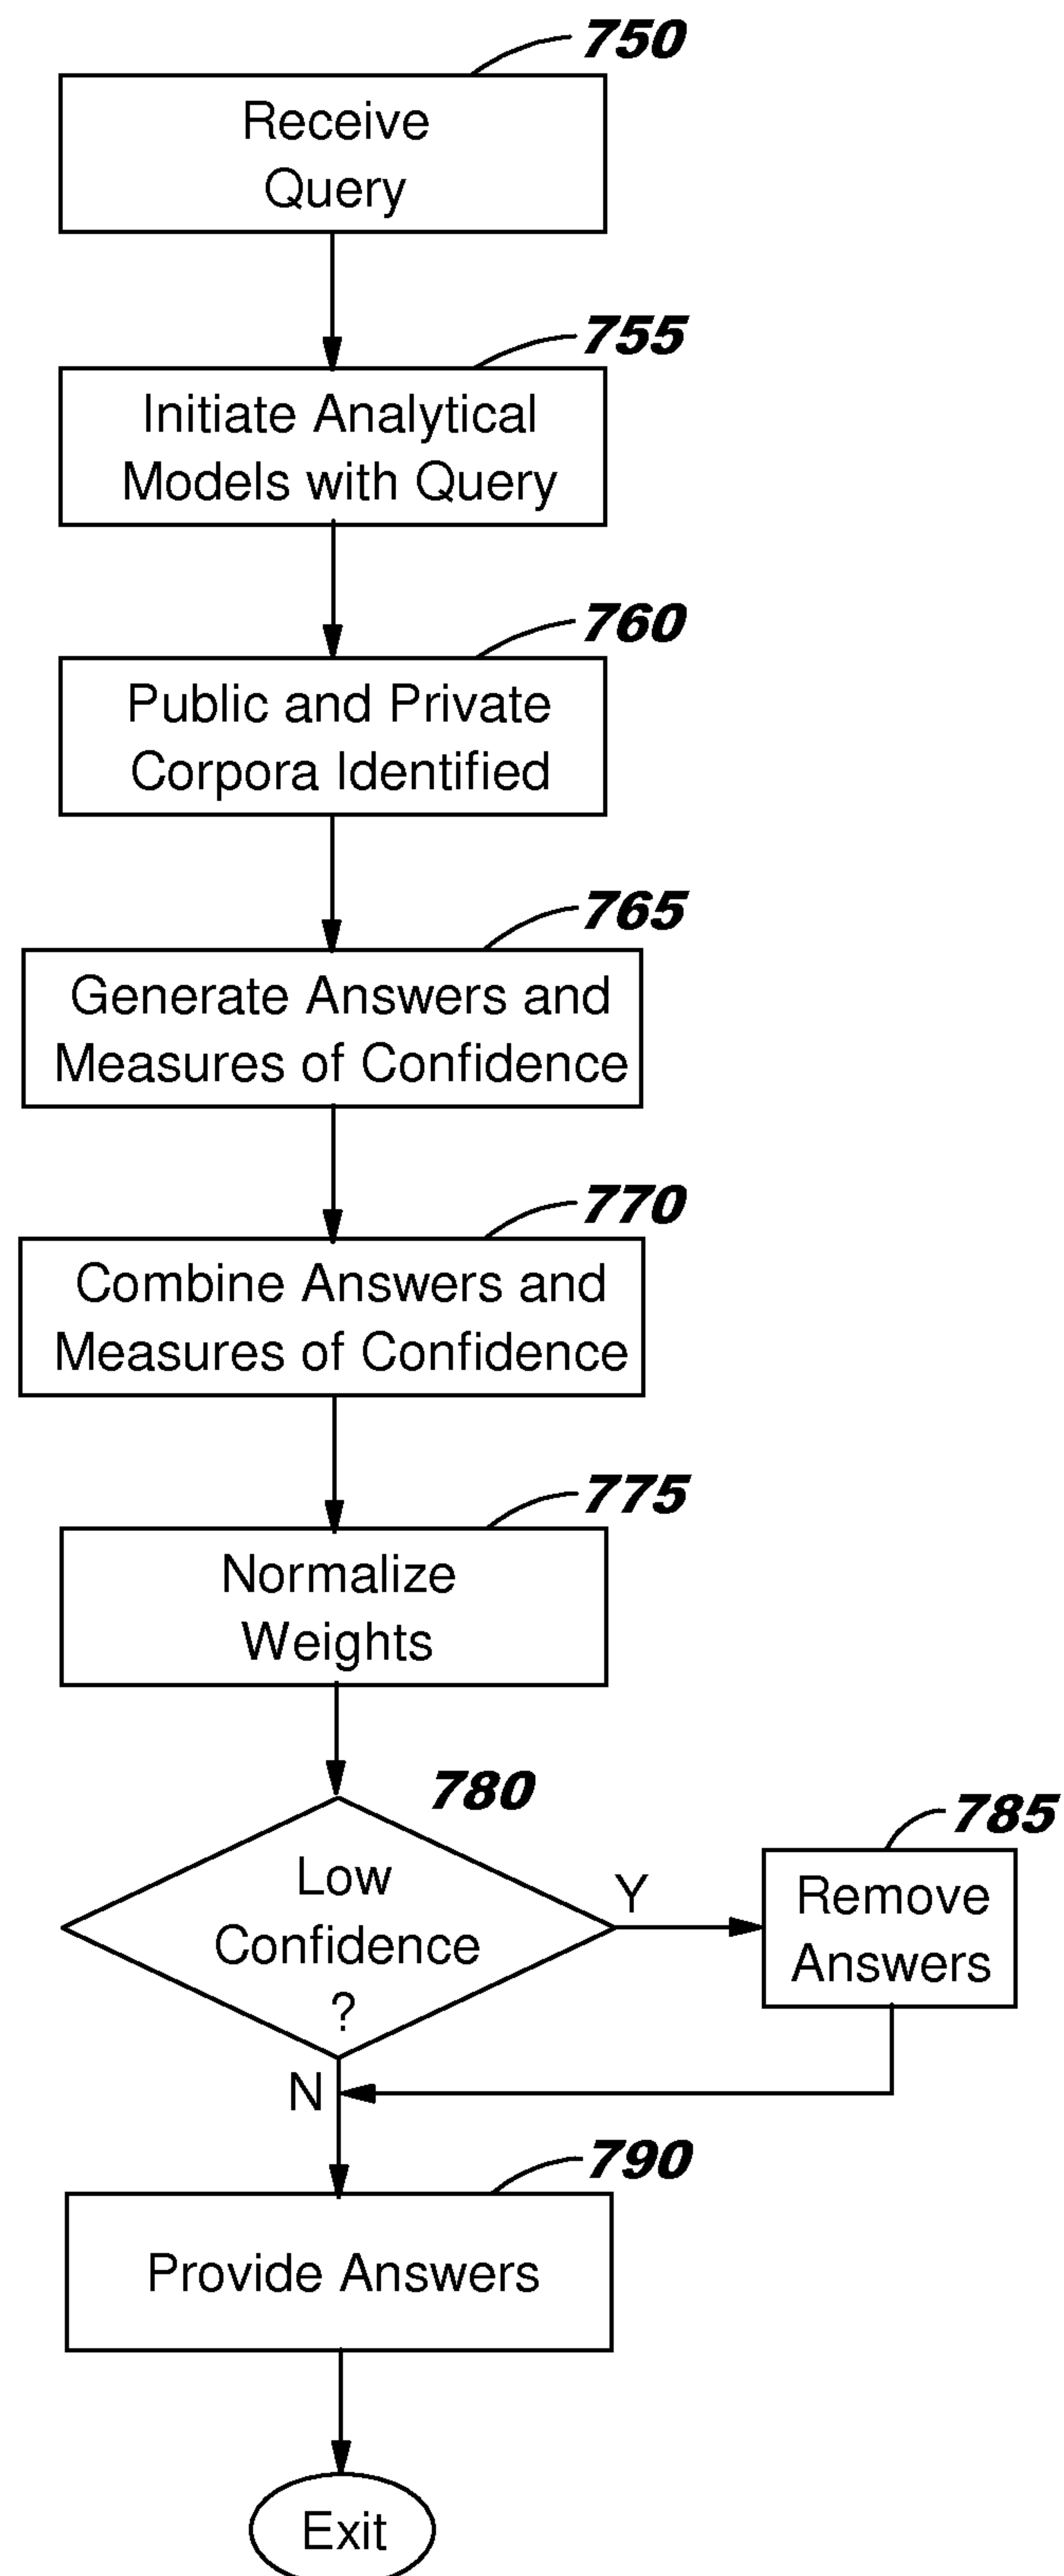 750
Receive
Query
755
Initiate Analytical
Models with Query
760
Public and Private
Corpora Identified
765
Generate Answers and
Measures of Confidence
770
Combine Answers and
Measures of Confidence
775
Normalize
Weights
780
Low
Confidence
?
Y
785
Remove
Answers
N
790
Provide Answers
Exit